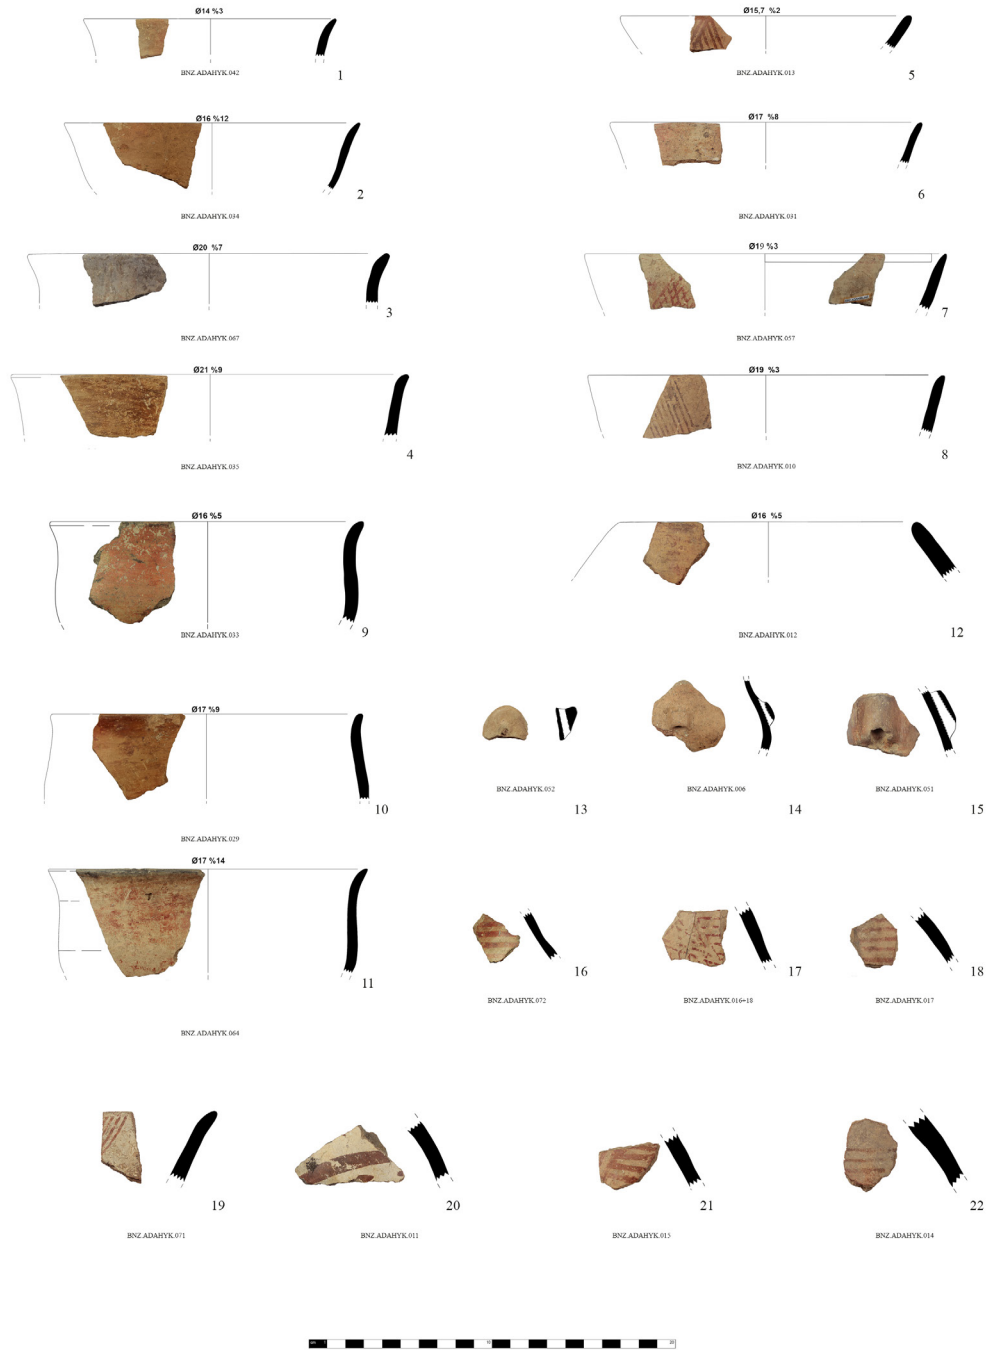 Ø14 %3
1
BNZ.ADAHYK.042
Ø15,7 %2
5
BNZ.ADAHYK.013
Ø16 %12
2
BNZ.ADAHYK.034
Ø17 %8
6
BNZ.ADAHYK.031
Ø20 %7
3
BNZ.ADAHYK.067
Ø19 %3
7
BNZ.ADAHYK.057
Ø21 %9
4
BNZ.ADAHYK.035
Ø19 %3
8
BNZ.ADAHYK.010
Ø16 %5
9
BNZ.ADAHYK.033
Ø16 %5
12
BNZ.ADAHYK.012
Ø17 %9
10
BNZ.ADAHYK.029
13
BNZ.ADAHYK.052
14
BNZ.ADAHYK.006
15
BNZ.ADAHYK.051
Ø17 %14
11
BNZ.ADAHYK.064
16
BNZ.ADAHYK.072
17
BNZ.ADAHYK.016+18
18
BNZ.ADAHYK.017
19
BNZ.ADAHYK.071
20
BNZ.ADAHYK.011
21
BNZ.ADAHYK.015
22
BNZ.ADAHYK.014
cm 1 10 20